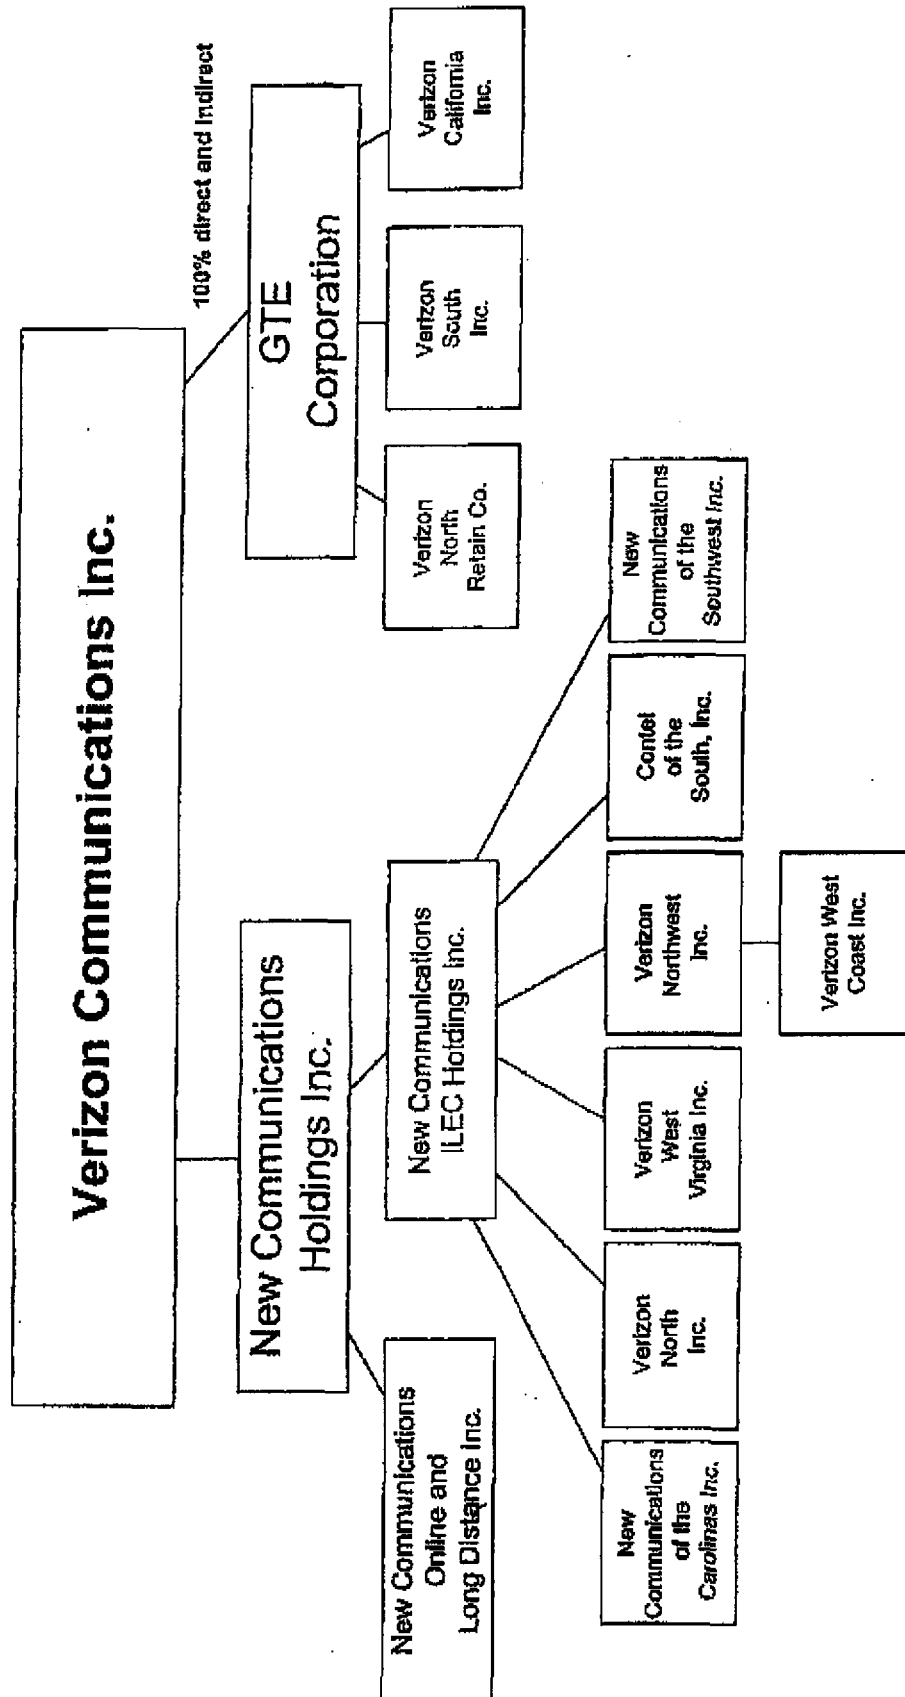 Verizon Communications Inc.
100% direct and Indirect
New Communications
Holdings Inc.
GTE
Corporation
New Communications
Online and
Long Distance Inc.
New Communications
ILEC Holdings Inc.
Verizon
North
Retain Co.
Verizon
South
Inc.
Verizon
California
Inc.
New
Communications
of the
Carolinas Inc.
Verizon
North
Inc.
Verizon
West
Virginia Inc.
Verizon
Northwest
Inc.
Contel
of the
South, Inc.
New
Communications
of the
Southwest Inc.
Verizon West
Coast Inc.